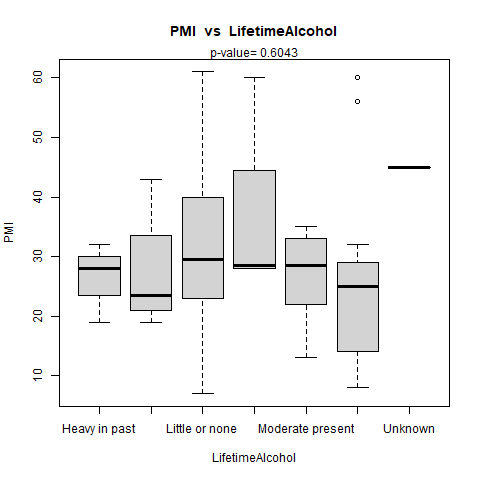 PMI vs LifetimeAlcohol
p-value= 0.6043
PMI
60
50
40
30
20
10
Heavy in past
Little or none
Moderate present
Unknown
LifetimeAlcohol